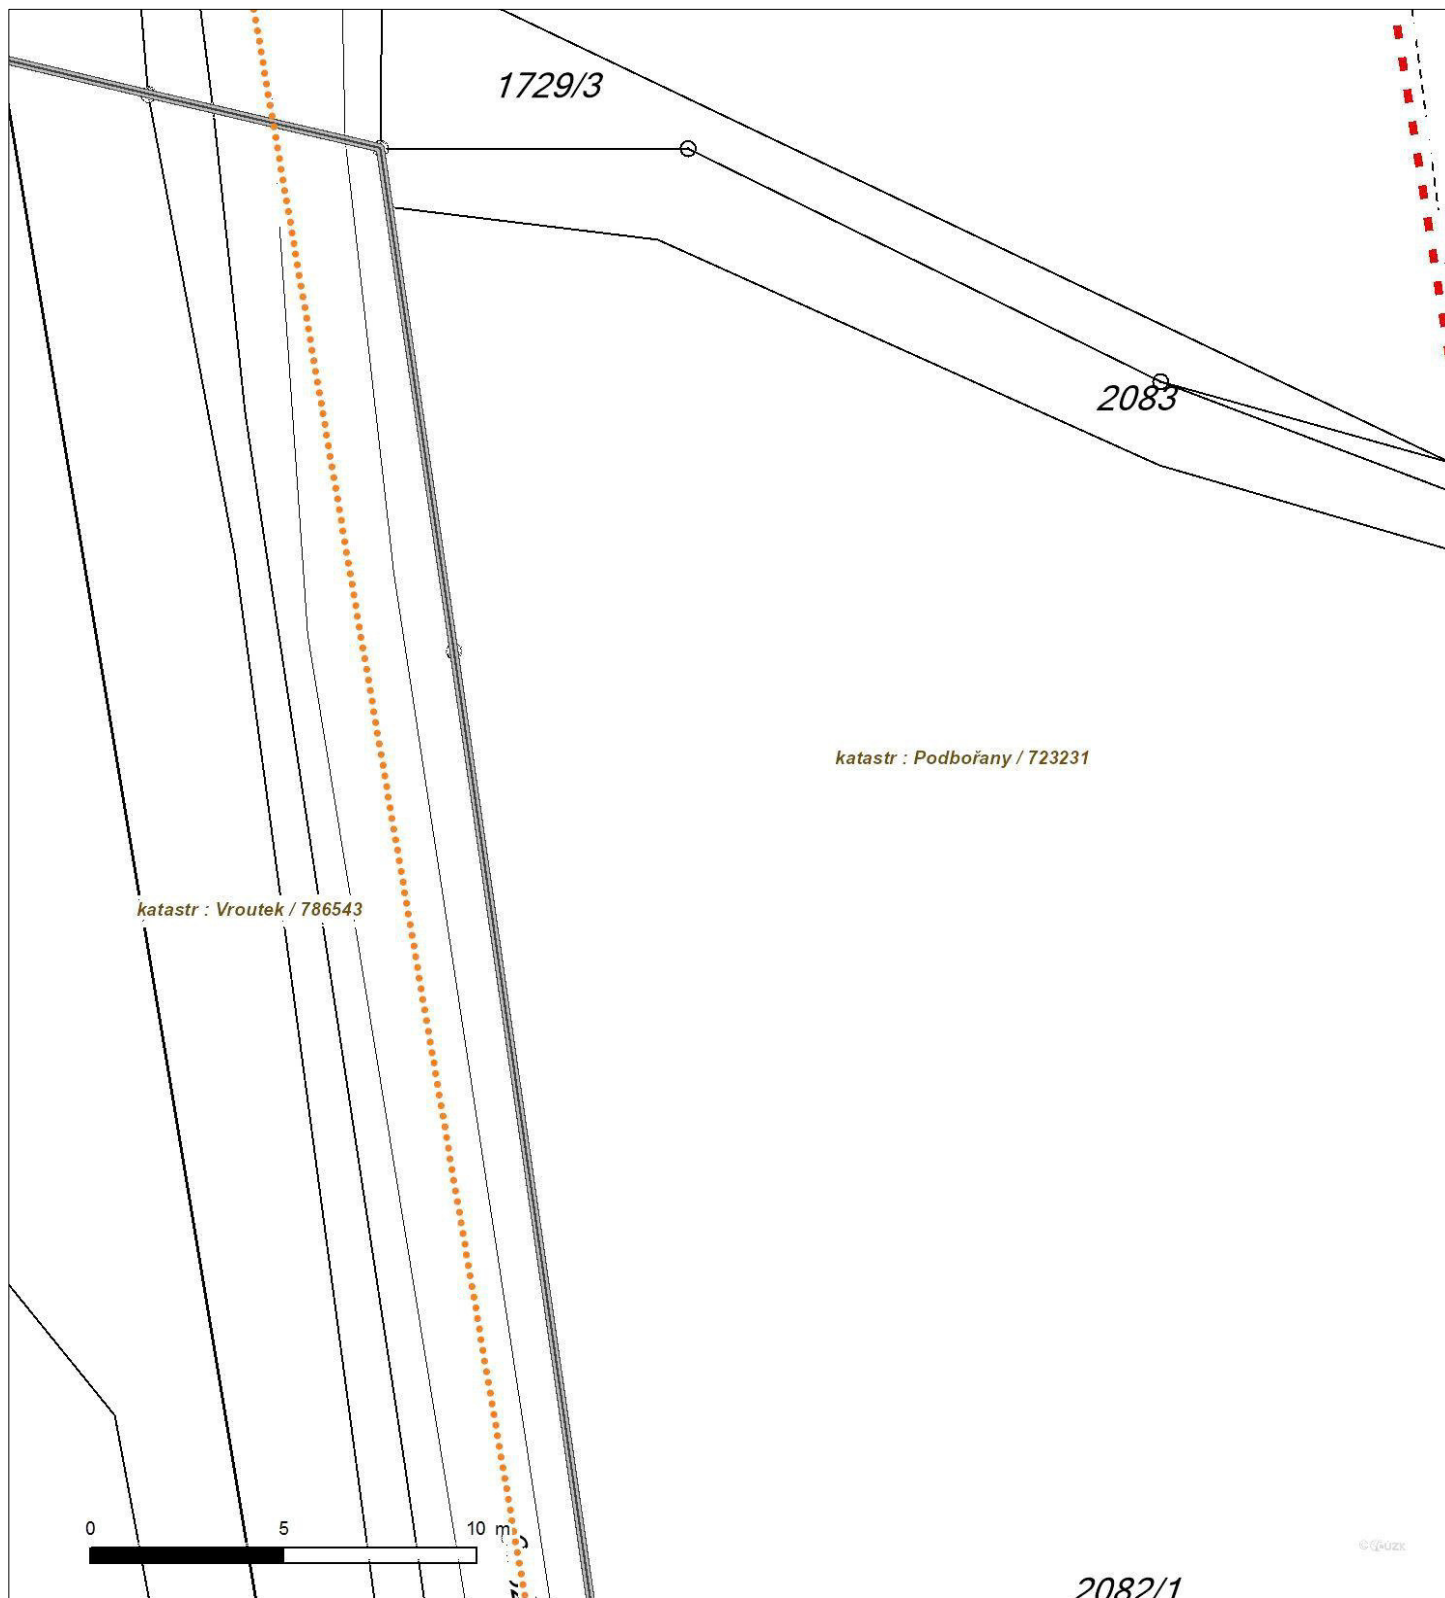 1729/3
2083
katastr : Podbořany / 723231
katastr : Vroutek / 786543
0 5 10 m
2082/1